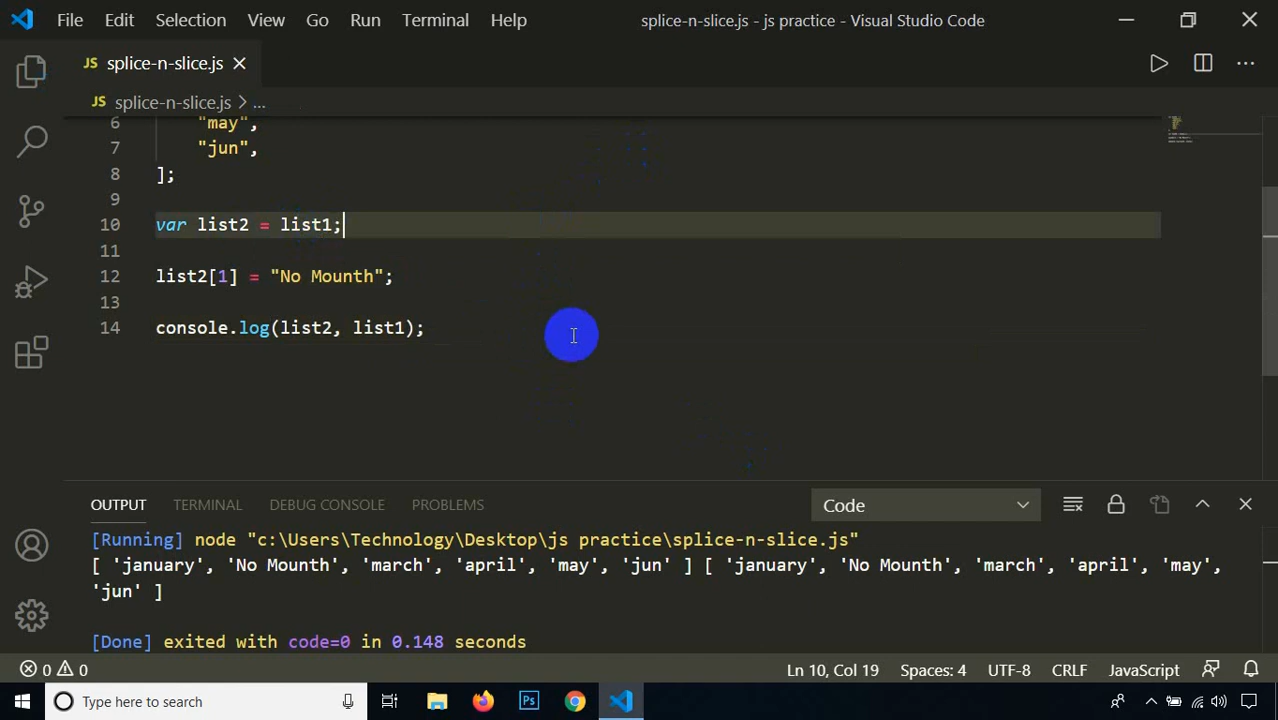 File Edit Selection View Go Run Terminal Help splice-n-slice.js - js practice - Visual Studio Code
JS splice-n-slice.js
JS splice-n-slice.js > ...
6 "may",
7 "jun",
8 ];
9
10 var list2 = list1;
11
12 list2[1] = "No Mounth";
13
14 console.log(list2, list1);
OUTPUT TERMINAL DEBUG CONSOLE PROBLEMS Code
[Running] node "c:\Users\Technology\Desktop\js practice\splice-n-slice.js"
[ 'january', 'No Mounth', 'march', 'april', 'may', 'jun' ] [ 'january', 'No Mounth', 'march', 'april', 'may',
'jun' ]
[Done] exited with code=0 in 0.148 seconds
0 0 Ln 10, Col 19 Spaces: 4 UTF-8 CRLF JavaScript
Type here to search Ps